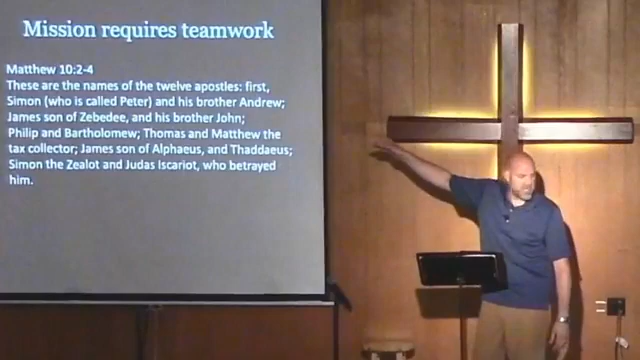 Mission requires teamwork
Matthew 10:2-4
These are the names of the twelve apostles: first,
Simon (who is called Peter) and his brother Andrew;
James son of Zebedee, and his brother John;
Philip and Bartholomew; Thomas and Matthew the
tax collector; James son of Alphaeus, and Thaddaeus;
Simon the Zealot and Judas Iscariot, who betrayed
him.